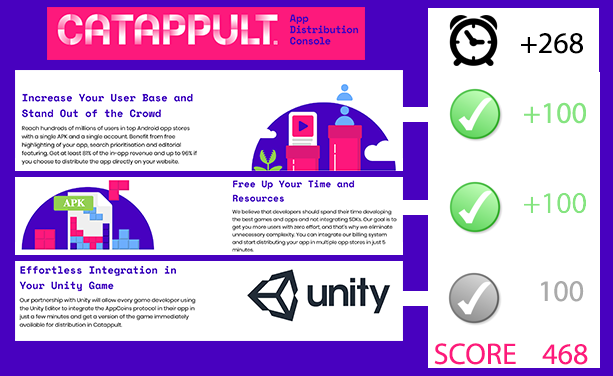 CATAPPULT.
App
Distribution
Console
+268
Increase Your User Base and
Stand Out of the Crowd
Reach hundreds of millions of users in top Android app stores
with a single APK and a single account. Benefit from free
highlighting of your app, search prioritisation and editorial
featuring. Get at least 81% of the in-app revenue and up to 96% if
you choose to distribute the app directly on your website.
+100
APK
Free Up Your Time and
Resources
We believe that developers should spend their time developing
the best games and apps and not integrating SDKs. Our goal is to
get you more users with zero effort, and that's why we eliminate
unnecessary complexity. You can integrate our billing system
and start distributing your app in multiple app-stores in just 5
minutes.
+100
Effortless Integration in
Your Unity Game
Our partnership with Unity will allow every game developer using
the Unity Editor to integrate the AppCoins protocol in their app in
just a few minutes and get a version of the game immediately
available for distribution in Catappult.
unity
100
SCORE 468